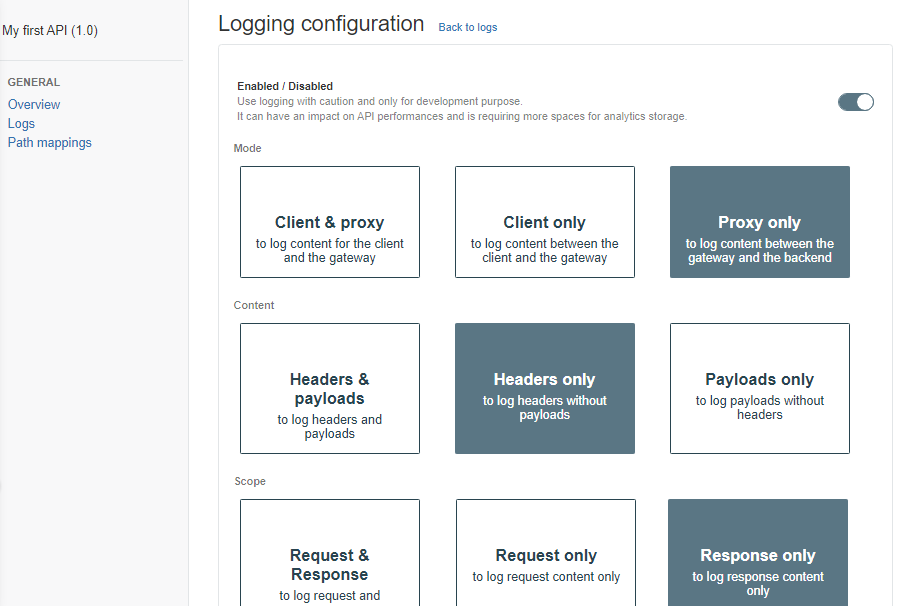 My first API (1.0)
GENERAL
Overview
Logs
Path mappings
Logging configuration Back to logs
Enabled / Disabled
Use logging with caution and only for development purpose.
It can have an impact on API performances and is requiring more spaces for analytics storage.
Mode
Client & proxy
to log content for the client
and the gateway
Client only
to log content between the
client and the gateway
Proxy only
to log content between the
gateway and the backend
Content
Headers &
payloads
to log headers and
payloads
Headers only
to log headers without
payloads
Payloads only
to log payloads without
headers
Scope
Request &
Response
to log request and
Request only
to log request content only
Response only
to log response content
only